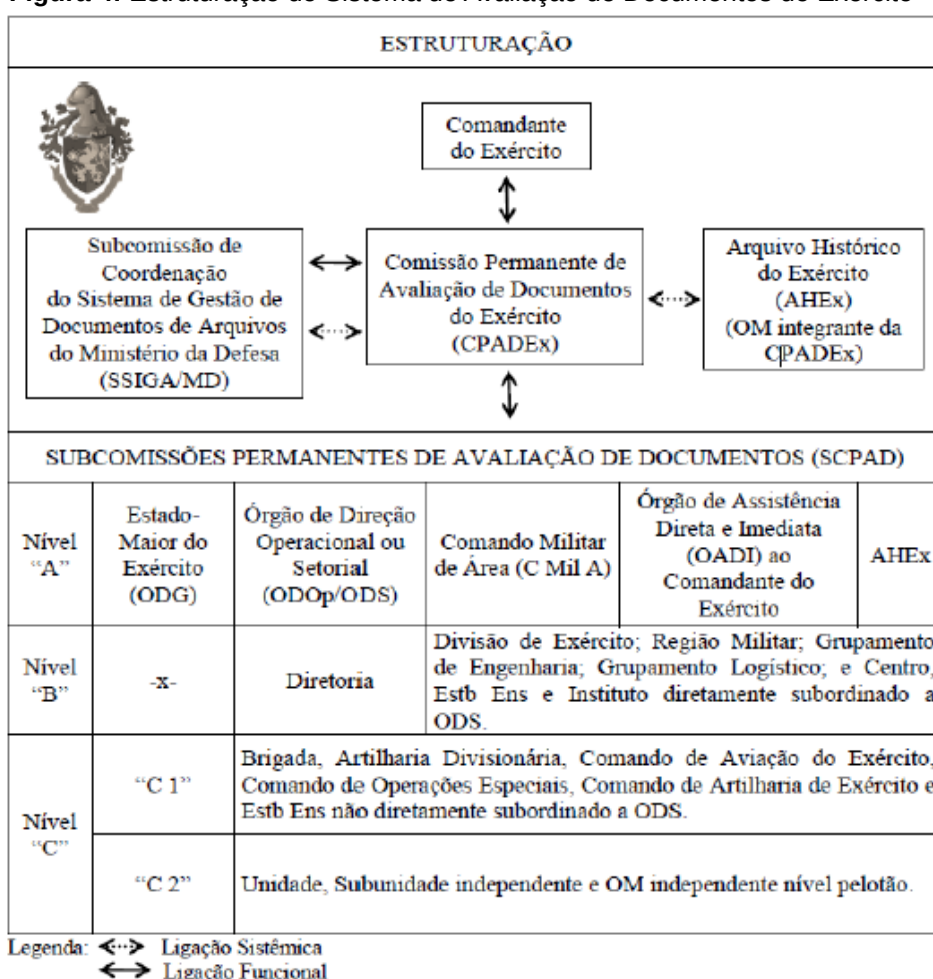 Figura 4: Estruturação do Sistema de Avaliação de Documentos do Exército
ESTRUTURAÇÃO
Comandante
do Exército
Subcomissão de
Coordenação
do Sistema de Gestão de
Documentos de Arquivos
do Ministério da Defesa
(SSIGA/MD)
Comissão Permanente de
Avaliação de Documentos
do Exército
(CPADEx)
Arquivo Histórico
do Exército
(AHEx)
(OM integrante da
CPADEx)
SUBCOMISSÕES PERMANENTES DE AVALIAÇÃO DE DOCUMENTOS (SCPAD)
Nível
“A”
Estado-
Maior do
Exército
(ODG)
Órgão de Direção
Operacional ou
Setorial
(ODOp/ODS)
Comando Militar
de Área (C Mil A)
Órgão de Assistência
Direta e Imediata
(OADI) ao
Comandante do
Exército
AHEx
Nível
“B”
-x-
Diretoria
Divisão de Exército; Região Militar; Grupamento
de Engenharia; Grupamento Logístico; e Centro,
Estb Ens e Instituto diretamente subordinado a
ODS.
Nível
“C”
“C 1”
Brigada, Artilharia Divisionária, Comando de Aviação do Exército,
Comando de Operações Especiais, Comando de Artilharia de Exército e
Estb Ens não diretamente subordinado a ODS.
“C 2”
Unidade, Subunidade independente e OM independente nível pelotão.
Legenda: Ligação Sistêmica
Ligação Funcional